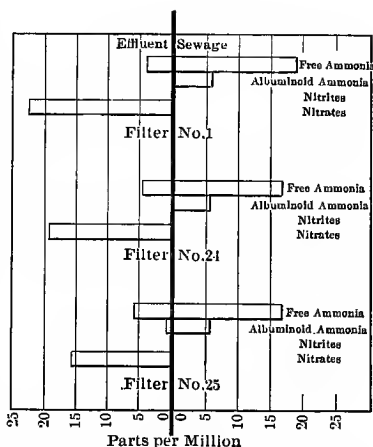 Effluent Sewage
Free Ammonia
Albuminoid Ammonia
Nitrites
Nitrates
Filter No.1
Free Ammonia
Albuminoid Ammonia
Nitrites
Nitrates
Filter No.24
Free Ammonia
Albuminoid Ammonia
Nitrites
Nitrates
Filter No.25
25 20 15 10 5 0 0 5 10 15 20 25
Parts per Million